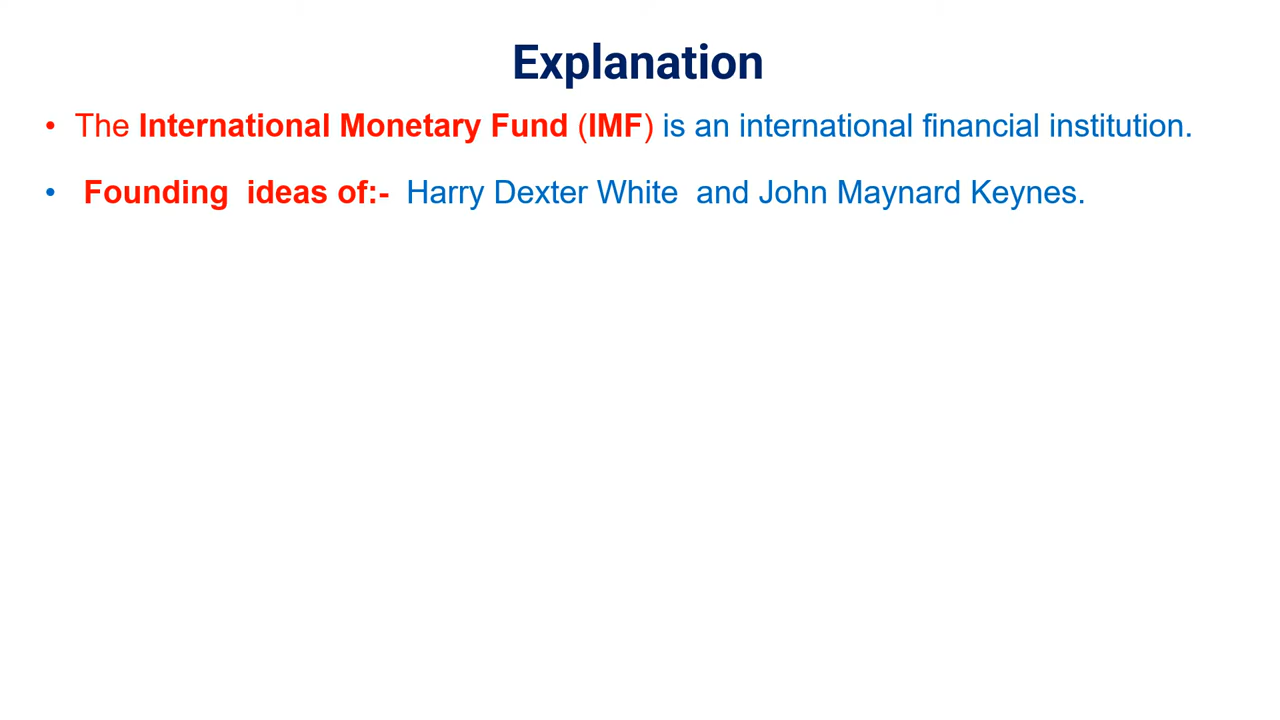 Explanation
• The International Monetary Fund (IMF) is an international financial institution.
• Founding ideas of:- Harry Dexter White and John Maynard Keynes.